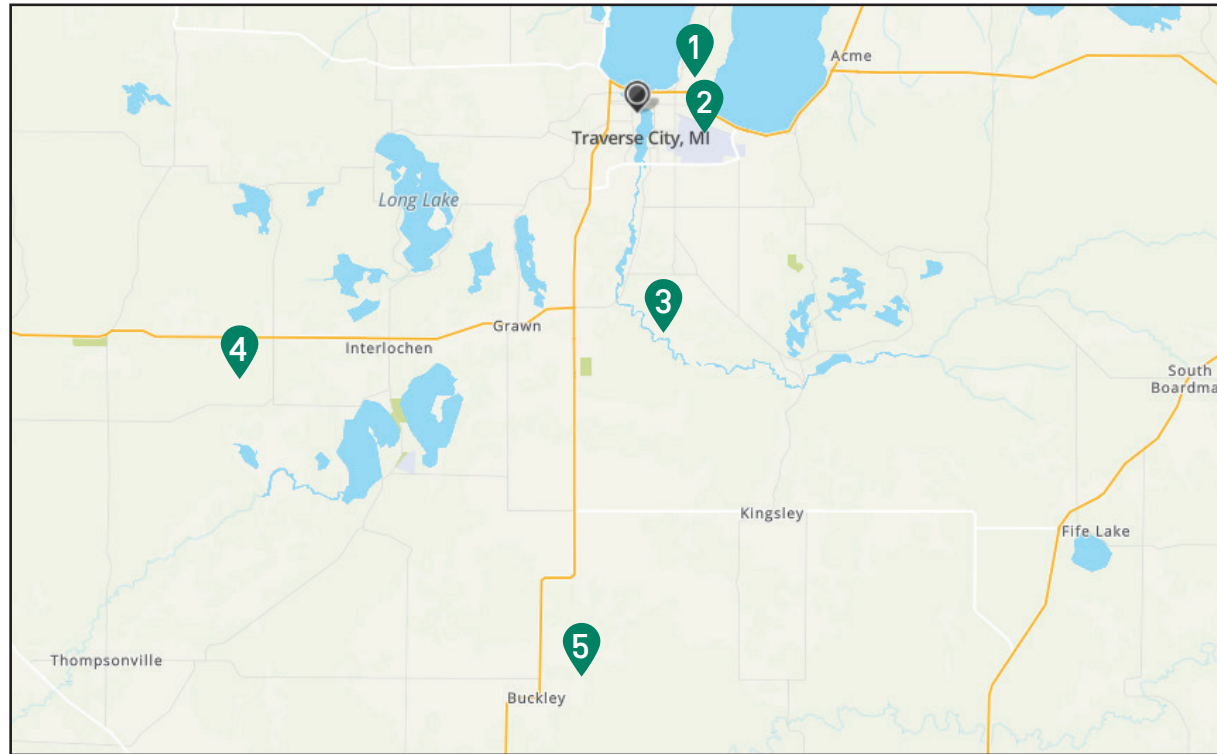 1
Acme
2
Traverse City, MI
Long Lake
3
Grawn
4
Interlochen
South
Boardma
Kingsley
Fife Lake
5
Thompsonville
Buckley